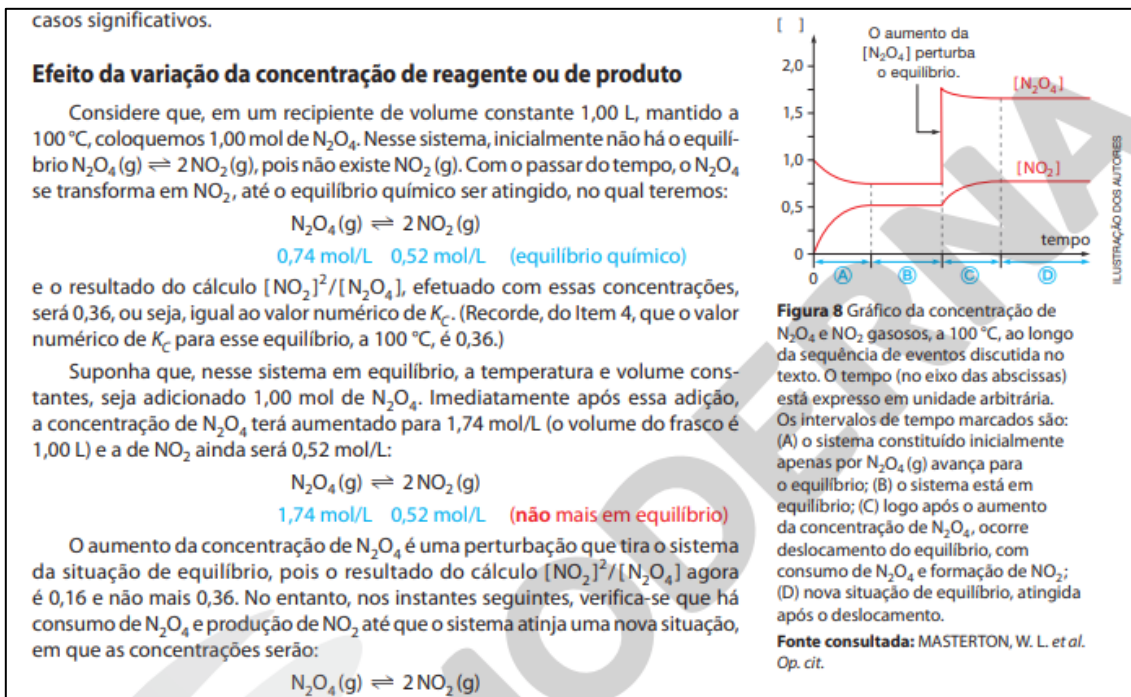 casos significativos.
Efeito da variação da concentração de reagente ou de produto
Considere que, em um recipiente de volume constante 1,00 L, mantido a
100 °C, coloquemos 1,00 mol de N₂O₄. Nesse sistema, inicialmente não há o equilí-
brio N₂O₄(g) ⇌ 2 NO₂(g), pois não existe NO₂(g). Com o passar do tempo, o N₂O₄
se transforma em NO₂, até o equilíbrio químico ser atingido, no qual teremos:
N₂O₄(g) ⇌ 2 NO₂(g)
0,74 mol/L 0,52 mol/L (equilíbrio químico)
e o resultado do cálculo [NO₂]²/[N₂O₄], efetuado com essas concentrações,
será 0,36, ou seja, igual ao valor numérico de K_C. (Recorde, do Item 4, que o valor
numérico de K_C para esse equilíbrio, a 100 °C, é 0,36.)
Suponha que, nesse sistema em equilíbrio, a temperatura e volume cons-
tantes, seja adicionado 1,00 mol de N₂O₄. Imediatamente após essa adição,
a concentração de N₂O₄ terá aumentado para 1,74 mol/L (o volume do frasco é
1,00 L) e a de NO₂ ainda será 0,52 mol/L:
N₂O₄(g) ⇌ 2 NO₂(g)
1,74 mol/L 0,52 mol/L (não mais em equilíbrio)
O aumento da concentração de N₂O₄ é uma perturbação que tira o sistema
da situação de equilíbrio, pois o resultado do cálculo [NO₂]²/[N₂O₄] agora
é 0,16 e não mais 0,36. No entanto, nos instantes seguintes, verifica-se que há
consumo de N₂O₄ e produção de NO₂ até que o sistema atinja uma nova situação,
em que as concentrações serão:
N₂O₄(g) ⇌ 2 NO₂(g)
[ ]
O aumento da
[N₂O₄] perturba
o equilíbrio.
2,0
1,5
1,0
0,5
0
[N₂O₄]
[NO₂]
tempo
0 A B C D
ILUSTRAÇÃO DOS AUTORES
Figura 8 Gráfico da concentração de
N₂O₄ e NO₂ gasosos, a 100 °C, ao longo
da sequência de eventos discutida no
texto. O tempo (no eixo das abscissas)
está expresso em unidade arbitrária.
Os intervalos de tempo marcados são:
(A) o sistema constituído inicialmente
apenas por N₂O₄(g) avança para
o equilíbrio; (B) o sistema está em
equilíbrio; (C) logo após o aumento
da concentração de N₂O₄, ocorre
deslocamento do equilíbrio, com
consumo de N₂O₄ e formação de NO₂;
(D) nova situação de equilíbrio, atingida
após o deslocamento.
Fonte consultada: MASTERTON, W. L. et al.
Op. cit.
MODERNA